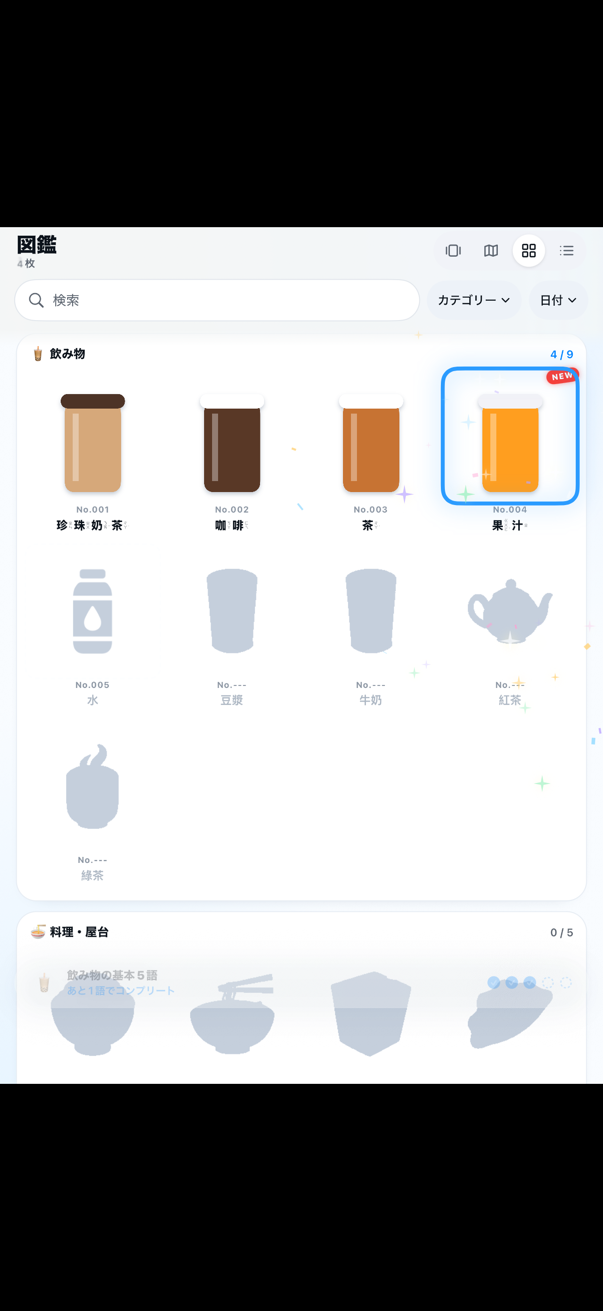 図鑑
4枚
検索
カテゴリー
日付
飲み物
4 / 9
NEW
No.001
珍珠奶茶
No.002
咖啡
No.003
茶
No.004
果汁
No.005
水
No.---
豆漿
No.---
牛奶
No.---
紅茶
No.---
綠茶
料理・屋台
0 / 5
飲み物の基本5語
あと1語でコンプリート